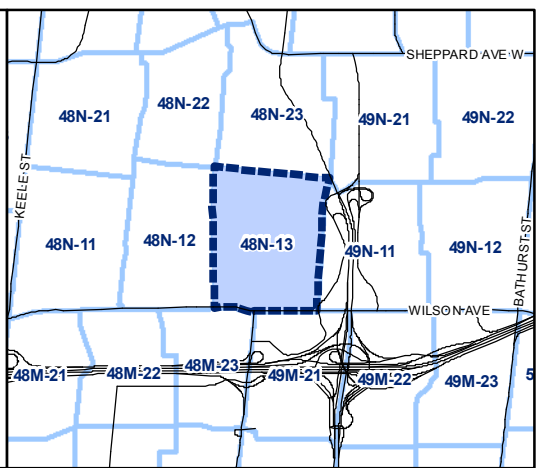 SHEPPARD AVE W
48N-21
48N-22
48N-23
49N-21
49N-22
KEELE ST
48N-11
48N-12
48N-13
49N-11
49N-12
BATHURST ST
WILSON AVE
48M-21
48M-22
48M-23
49M-21
49M-22
49M-23
5